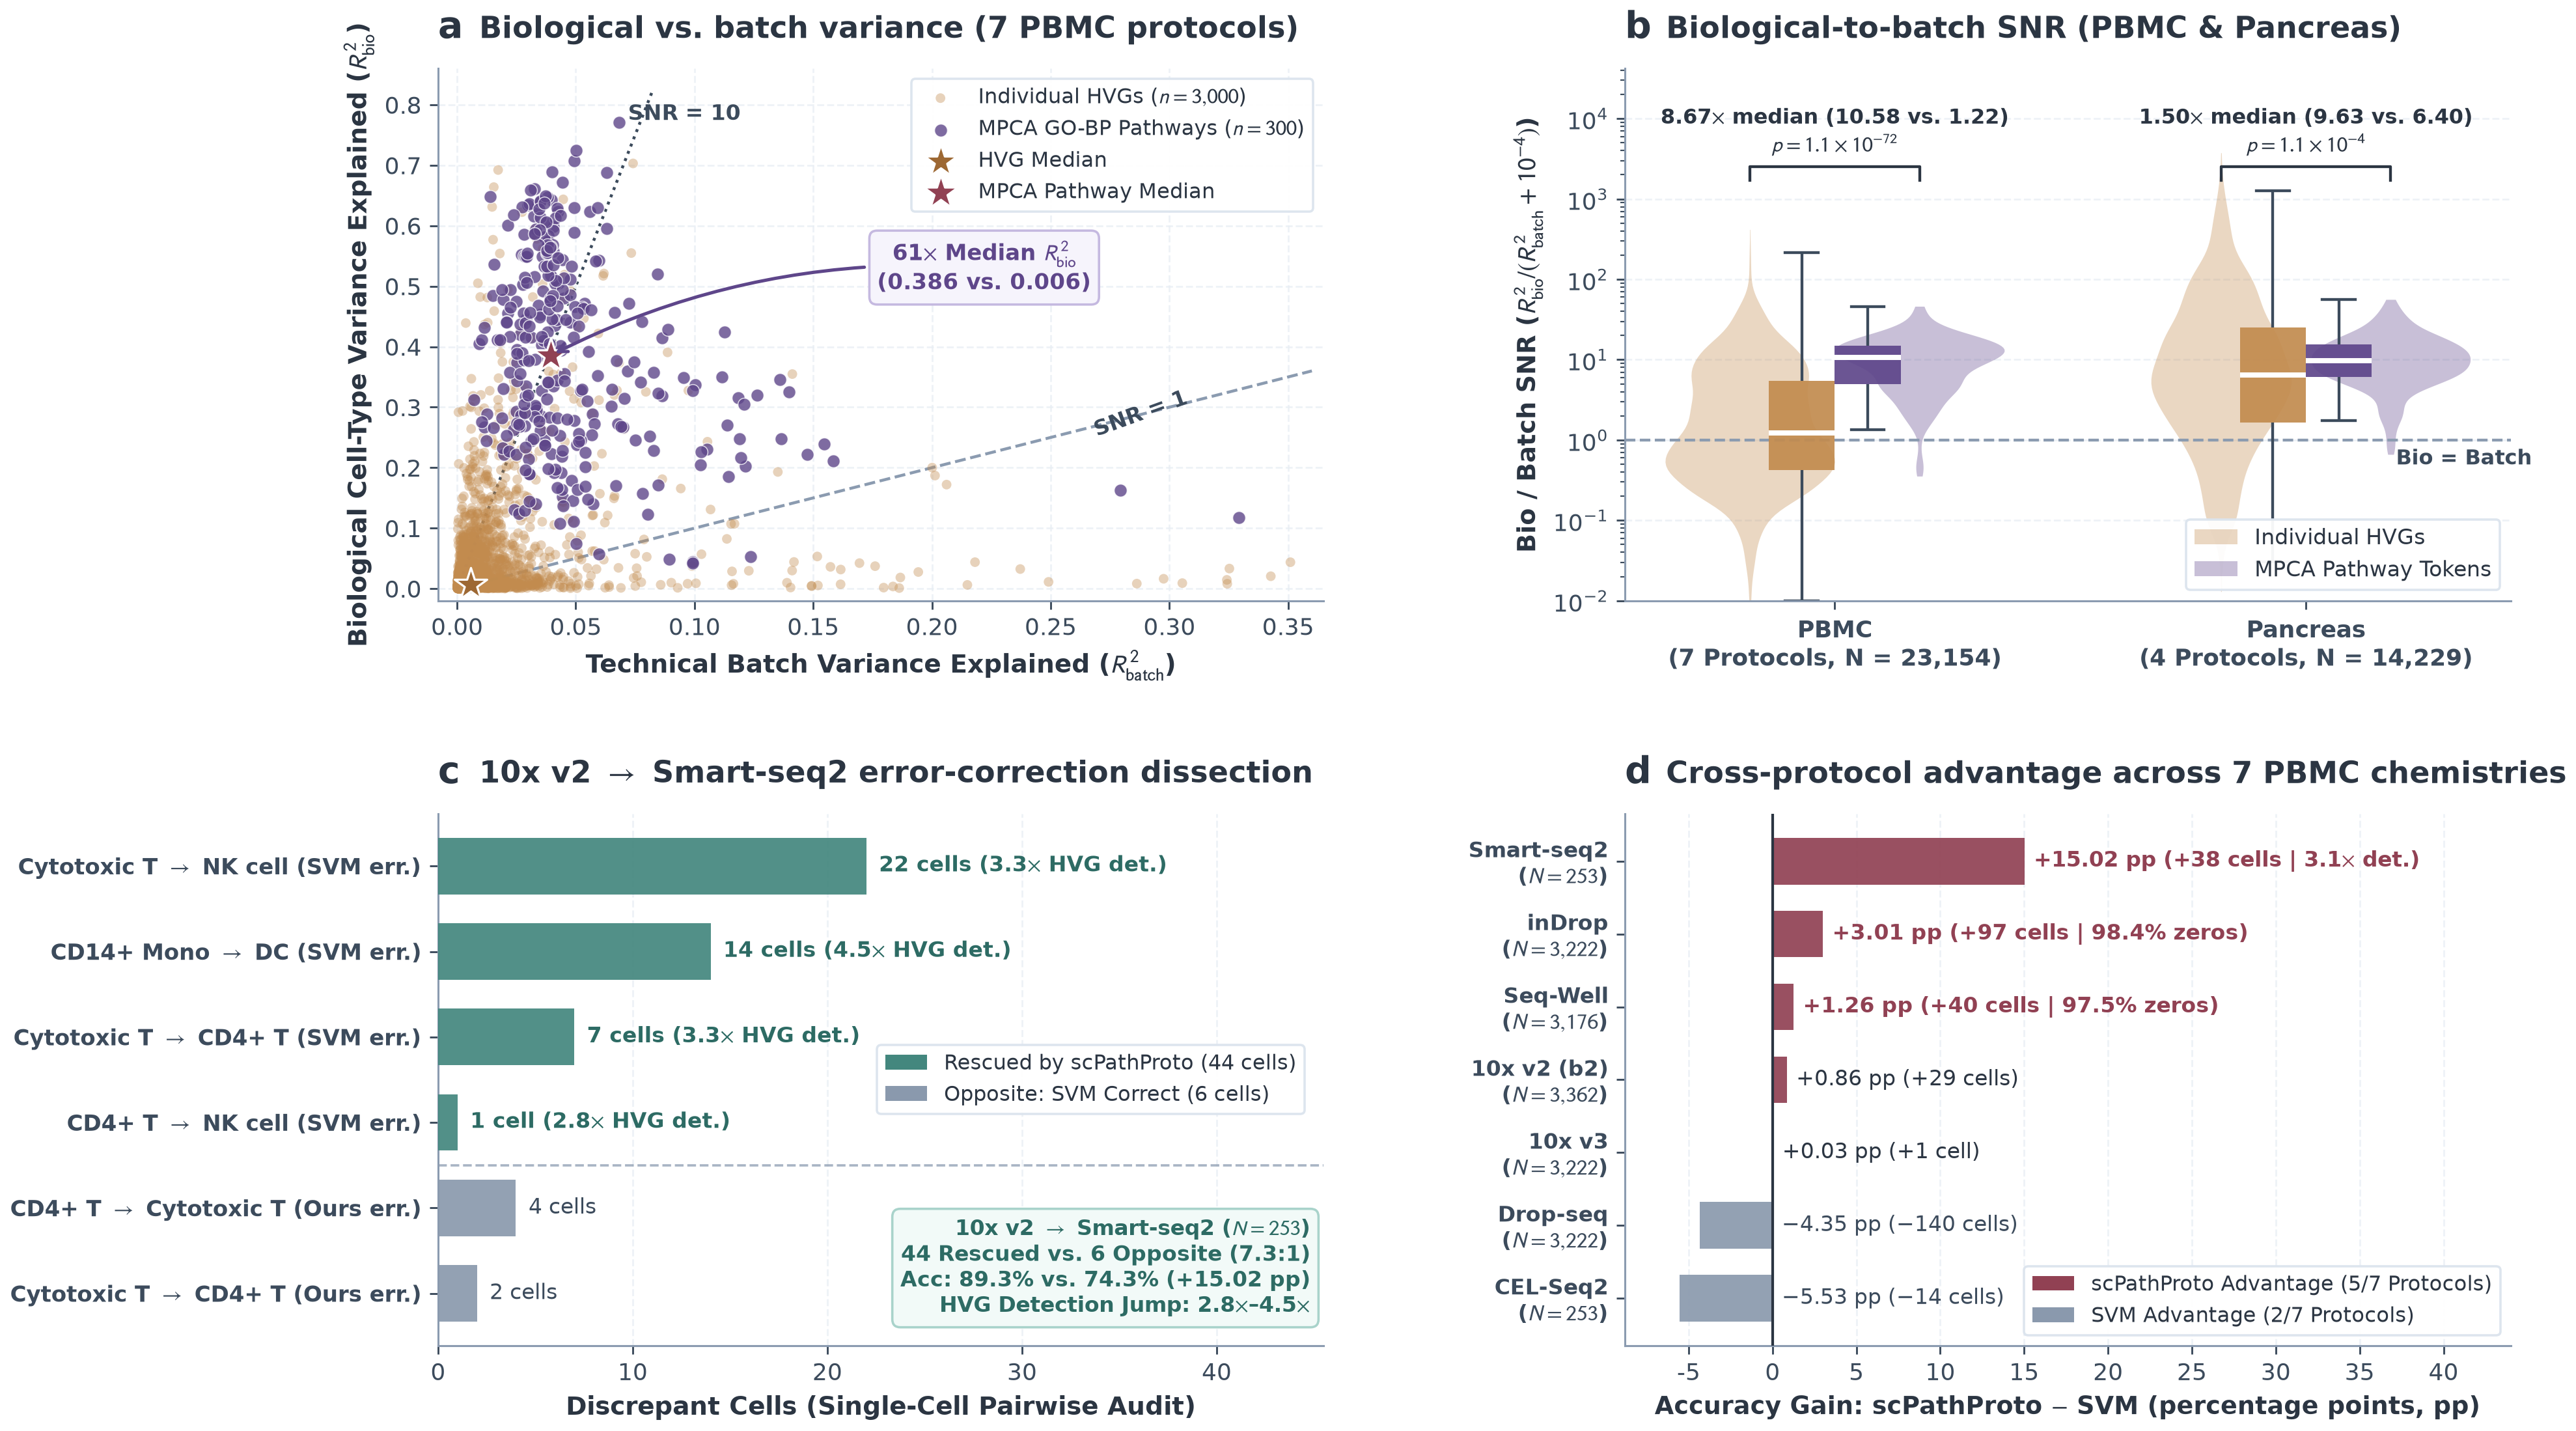 a Biological vs. batch variance (7 PBMC protocols)
Biological Cell-Type Variance Explained (R²bio)
0.8
0.7
0.6
0.5
0.4
0.3
0.2
0.1
0.0
SNR = 10
Individual HVGs (n = 3,000)
MPCA GO-BP Pathways (n = 300)
HVG Median
MPCA Pathway Median
61× Median R²bio
(0.386 vs. 0.006)
SNR = 1
0.00 0.05 0.10 0.15 0.20 0.25 0.30 0.35
Technical Batch Variance Explained (R²batch)
b Biological-to-batch SNR (PBMC & Pancreas)
Bio / Batch SNR (R²bio/(R²batch + 10⁻⁴))
10⁴
10³
10²
10¹
10⁰
10⁻¹
10⁻²
8.67× median (10.58 vs. 1.22)
p = 1.1 × 10⁻⁷²
1.50× median (9.63 vs. 6.40)
p = 1.1 × 10⁻⁴
Bio = Batch
Individual HVGs
MPCA Pathway Tokens
PBMC
(7 Protocols, N = 23,154)
Pancreas
(4 Protocols, N = 14,229)
c 10x v2 → Smart-seq2 error-correction dissection
Cytotoxic T → NK cell (SVM err.)
22 cells (3.3× HVG det.)
CD14+ Mono → DC (SVM err.)
14 cells (4.5× HVG det.)
Cytotoxic T → CD4+ T (SVM err.)
7 cells (3.3× HVG det.)
CD4+ T → NK cell (SVM err.)
1 cell (2.8× HVG det.)
CD4+ T → Cytotoxic T (Ours err.)
4 cells
Cytotoxic T → CD4+ T (Ours err.)
2 cells
Rescued by scPathProto (44 cells)
Opposite: SVM Correct (6 cells)
10x v2 → Smart-seq2 (N = 253)
44 Rescued vs. 6 Opposite (7.3:1)
Acc: 89.3% vs. 74.3% (+15.02 pp)
HVG Detection Jump: 2.8×–4.5×
0 10 20 30 40
Discrepant Cells (Single-Cell Pairwise Audit)
d Cross-protocol advantage across 7 PBMC chemistries
Smart-seq2
(N = 253)
+15.02 pp (+38 cells | 3.1× det.)
inDrop
(N = 3,222)
+3.01 pp (+97 cells | 98.4% zeros)
Seq-Well
(N = 3,176)
+1.26 pp (+40 cells | 97.5% zeros)
10x v2 (b2)
(N = 3,362)
+0.86 pp (+29 cells)
10x v3
(N = 3,222)
+0.03 pp (+1 cell)
Drop-seq
(N = 3,222)
−4.35 pp (−140 cells)
CEL-Seq2
(N = 253)
−5.53 pp (−14 cells)
scPathProto Advantage (5/7 Protocols)
SVM Advantage (2/7 Protocols)
-5 0 5 10 15 20 25 30 35 40
Accuracy Gain: scPathProto − SVM (percentage points, pp)